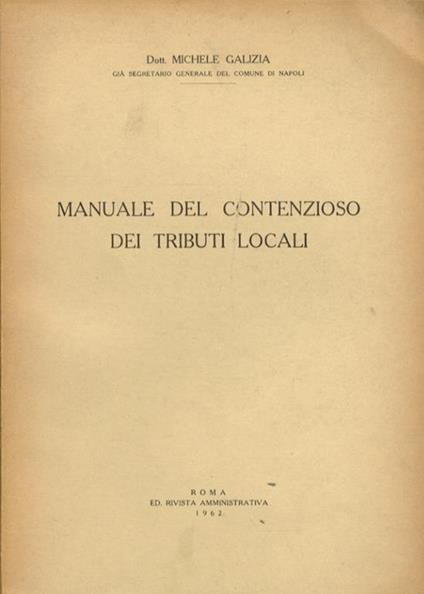 Dott. MICHELE GALIZIA
GIÀ SEGRETARIO GENERALE DEL COMUNE DI NAPOLI
MANUALE DEL CONTENZIOSO
DEI TRIBUTI LOCALI
ROMA
ED. RIVISTA AMMINISTRATIVA
1962